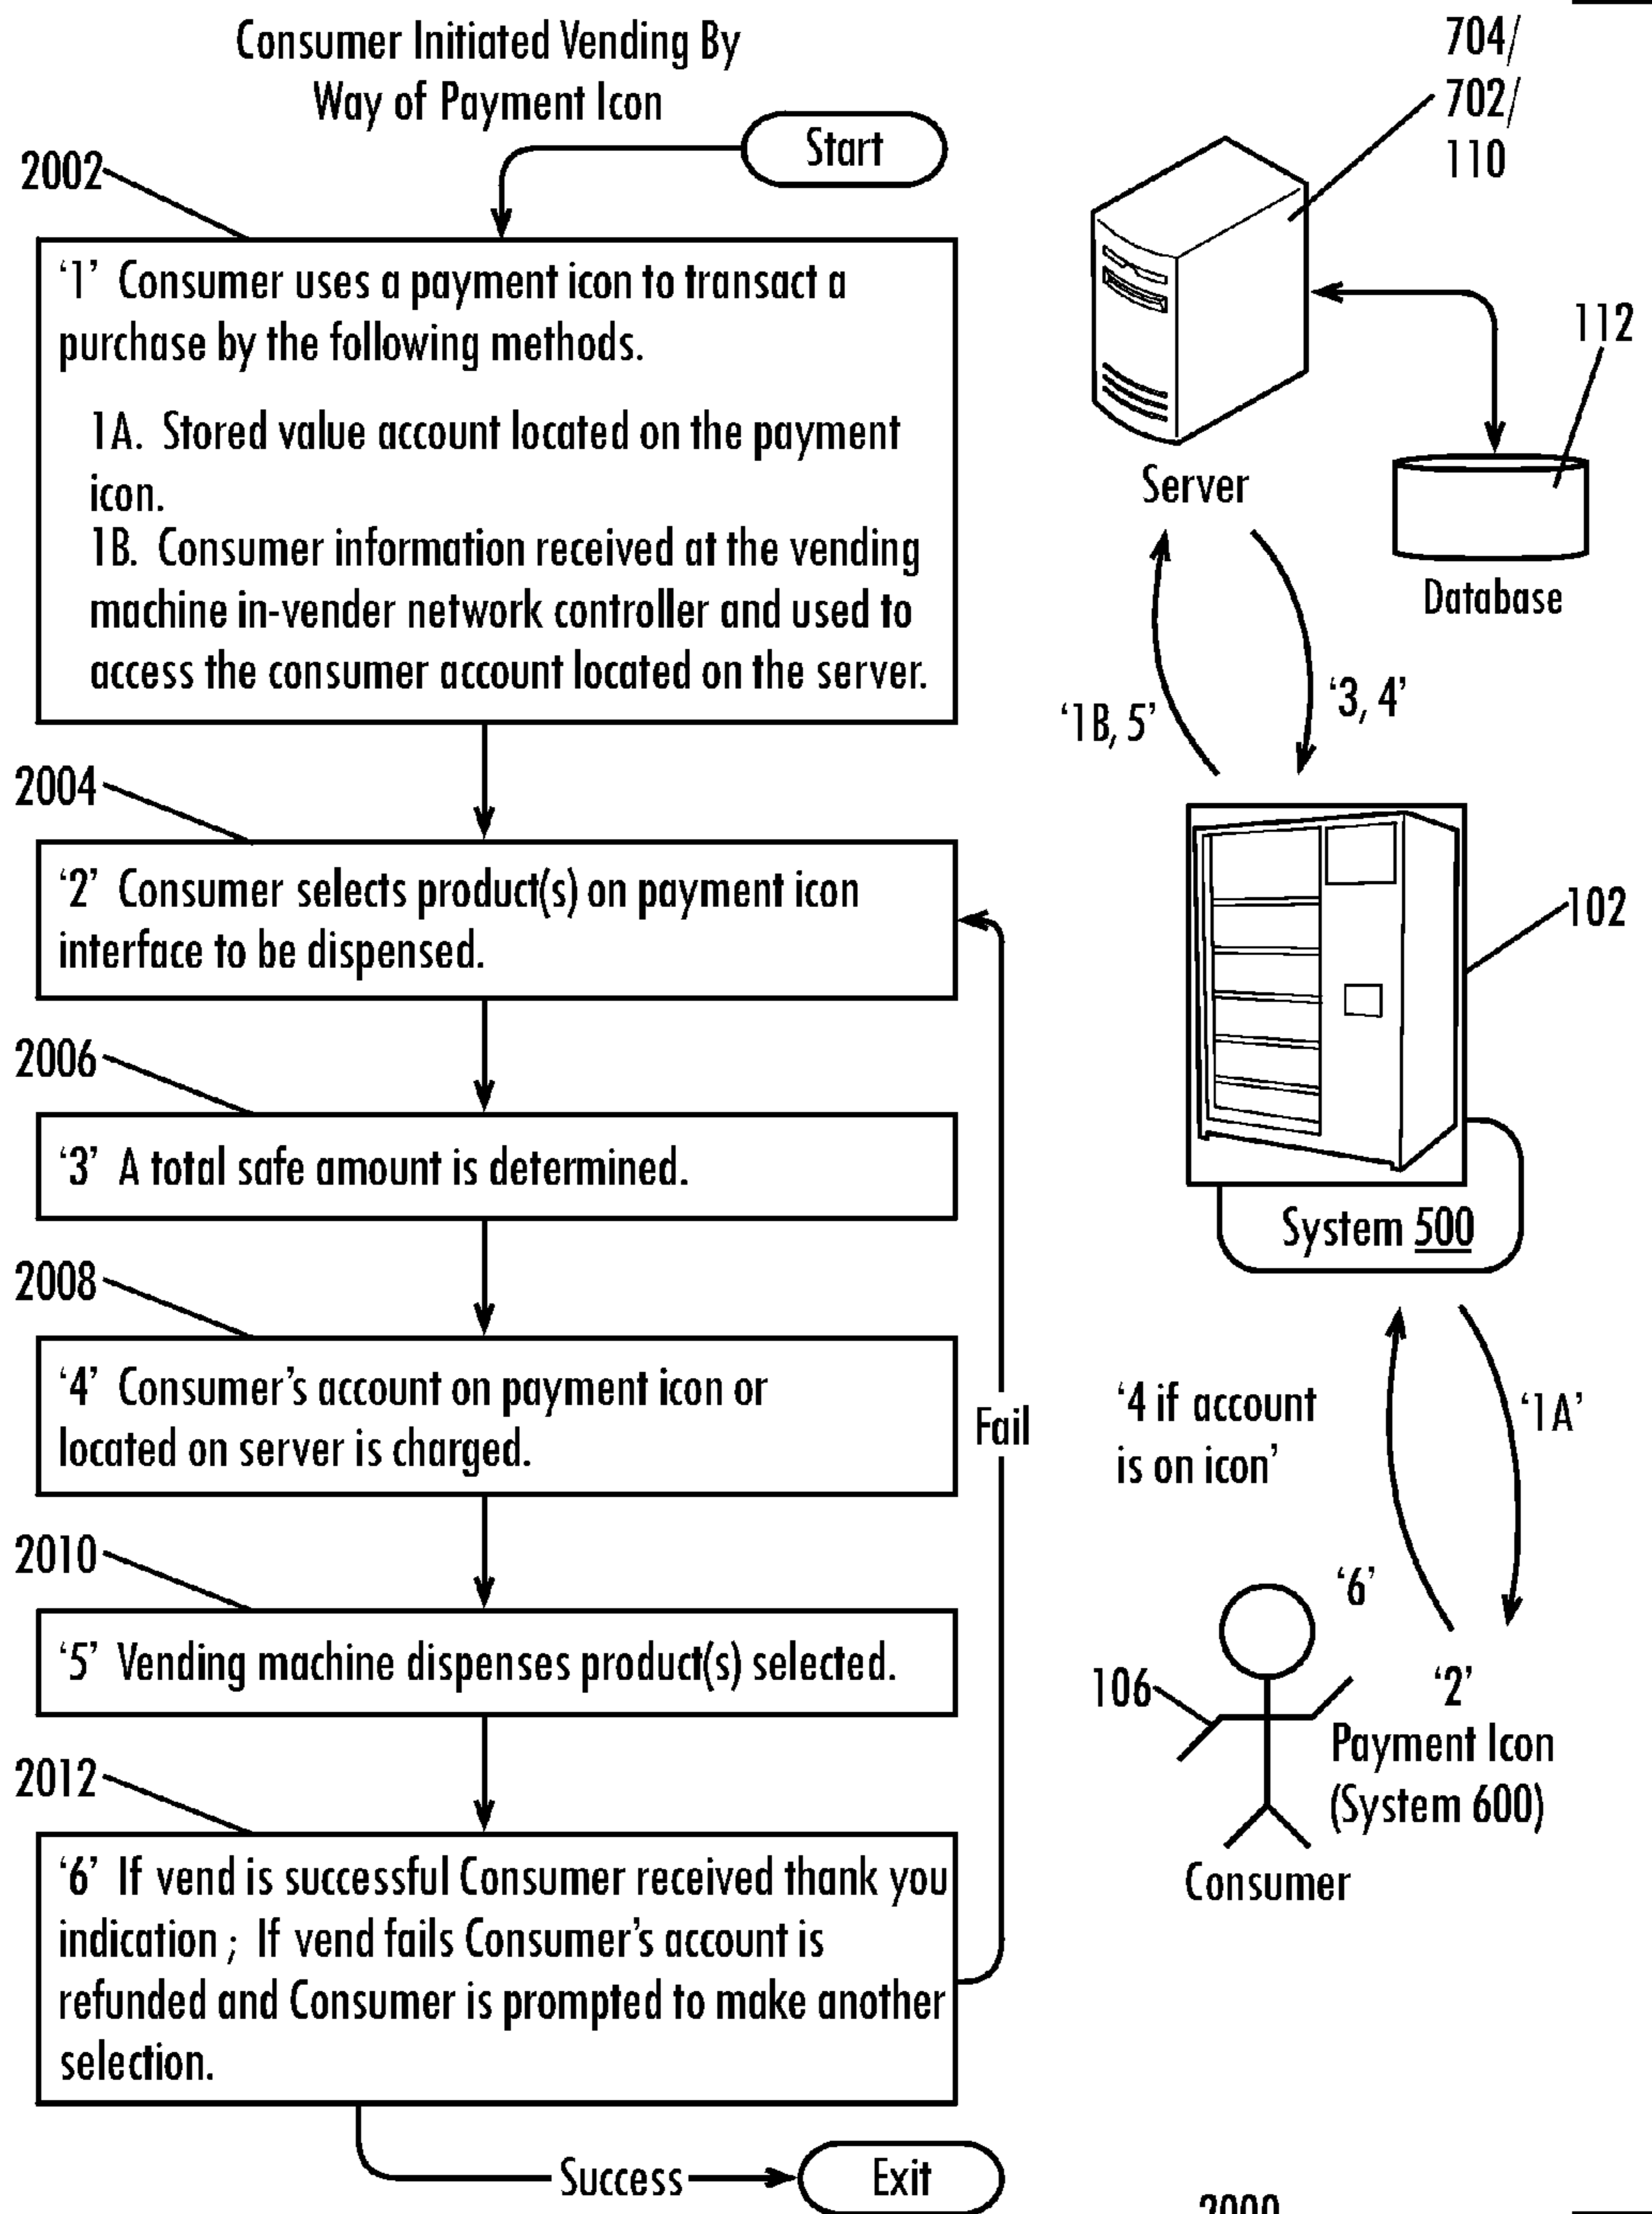 Consumer Initiated Vending By
Way of Payment Icon
Start
2002
‘1’ Consumer uses a payment icon to transact a
purchase by the following methods.
1A. Stored value account located on the payment
icon.
1B. Consumer information received at the vending
machine in-vender network controller and used to
access the consumer account located on the server.
2004
‘2’ Consumer selects product(s) on payment icon
interface to be dispensed.
2006
‘3’ A total safe amount is determined.
2008
‘4’ Consumer’s account on payment icon or
located on server is charged.
Fail
2010
‘5’ Vending machine dispenses product(s) selected.
2012
‘6’ If vend is successful Consumer received thank you
indication ; If vend fails Consumer’s account is
refunded and Consumer is prompted to make another
selection.
Success
Exit
704/
702/
110
112
Server
Database
‘1B, 5’
‘3, 4’
102
System 500
‘4 if account
is on icon’
‘1A’
‘6’
106
‘2’
Payment Icon
(System 600)
Consumer